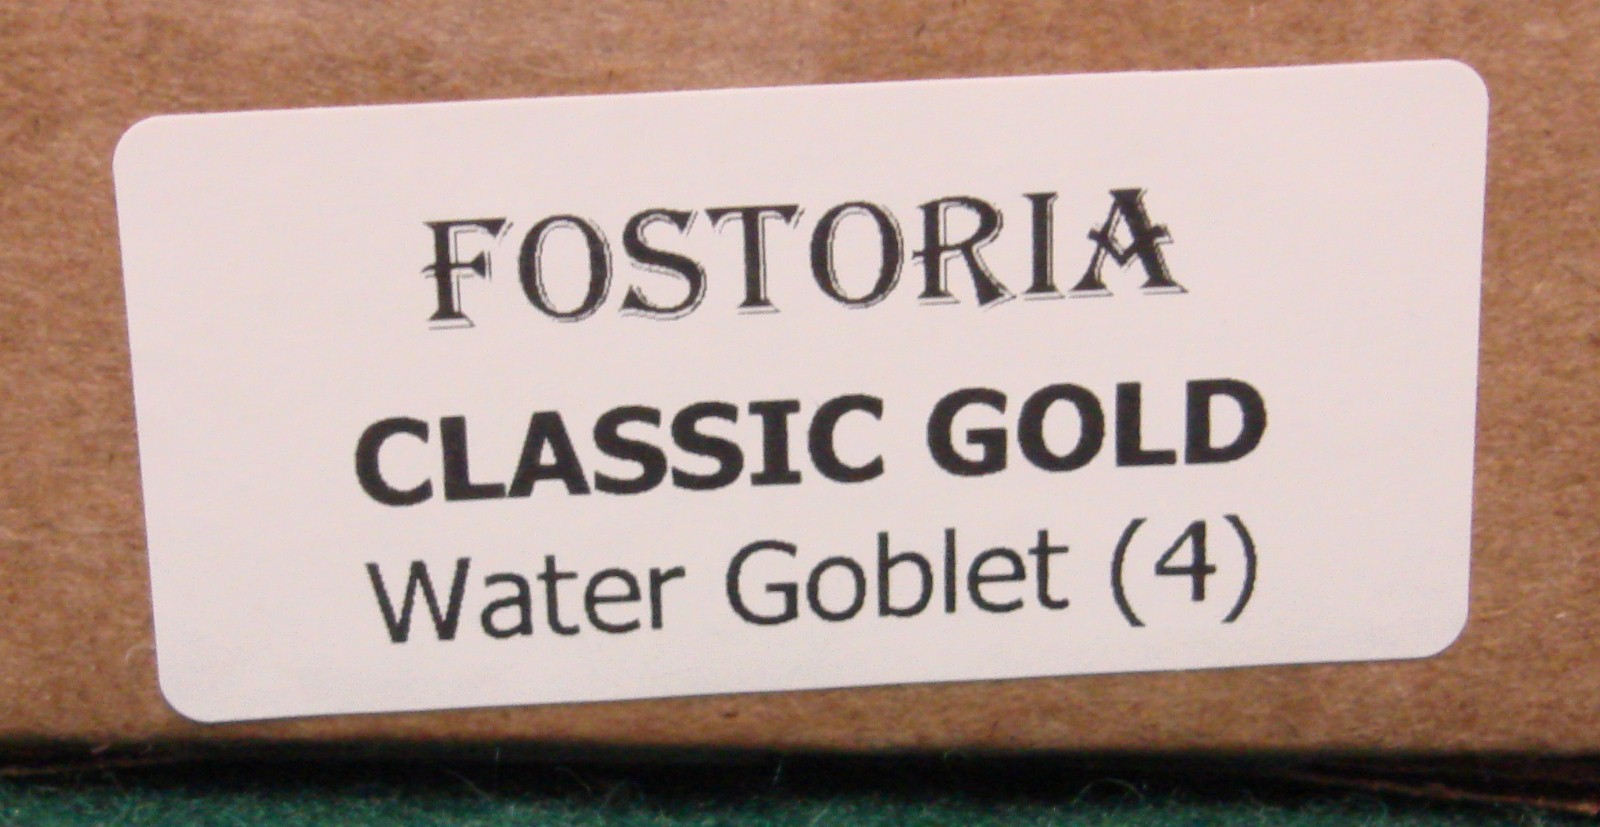 FOSTORIA
CLASSIC GOLD
Water Goblet (4)